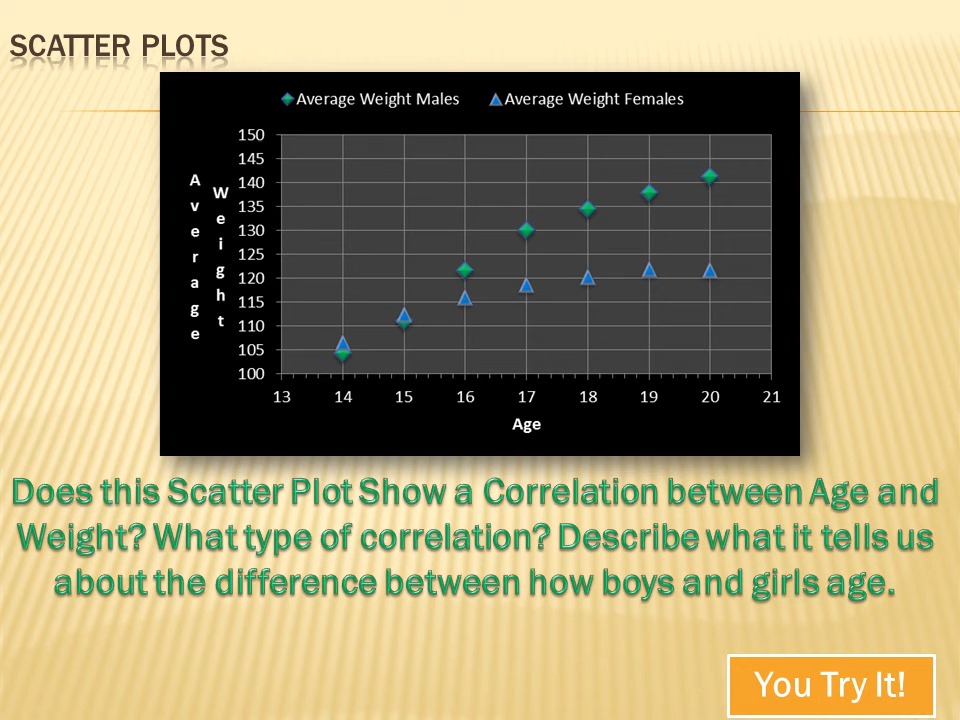 SCATTER PLOTS
Average Weight Males Average Weight Females
150
145
140
135
130
125
120
115
110
105
100
Average
Weight
13 14 15 16 17 18 19 20 21
Age
Does this Scatter Plot Show a Correlation between Age and
Weight? What type of correlation? Describe what it tells us
about the difference between how boys and girls age.
You Try It!